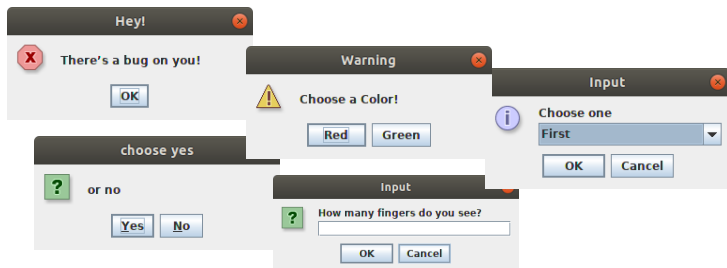 Hey!
There's a bug on you!
OK
Warning
Choose a Color!
Red Green
Input
Choose one
First
OK Cancel
choose yes
or no
Yes No
Input
How many fingers do you see?
OK Cancel